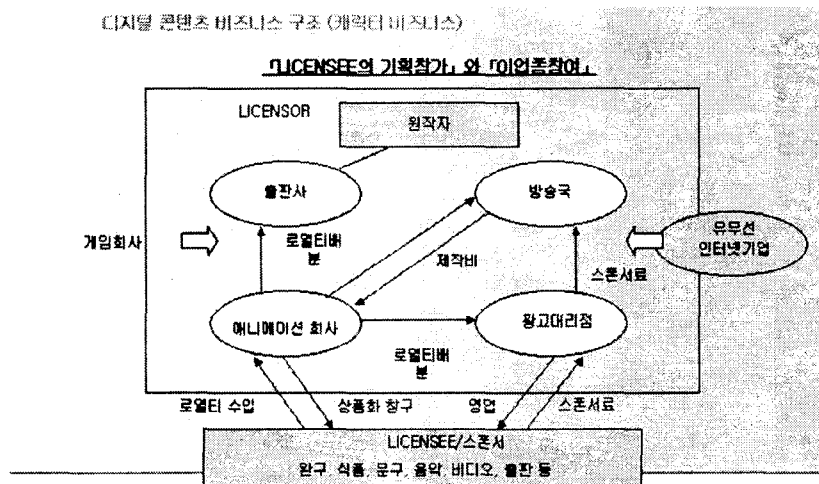 디지털 콘텐츠 비즈니스 구조 (캐릭터 비즈니스)
「LICENSEE의 기획참가」와 「이업종참여」
LICENSOR
원작자
출판사
방송국
게임회사
로열티배
분
제작비
유무선
인터넷기업
스폰서료
애니메이션 회사
광고대리점
로열티배
분
로열티 수입
상품화 창구
영업
스폰서료
LICENSEE/스폰서
완구, 식품, 문구, 음악, 비디오, 출판 등